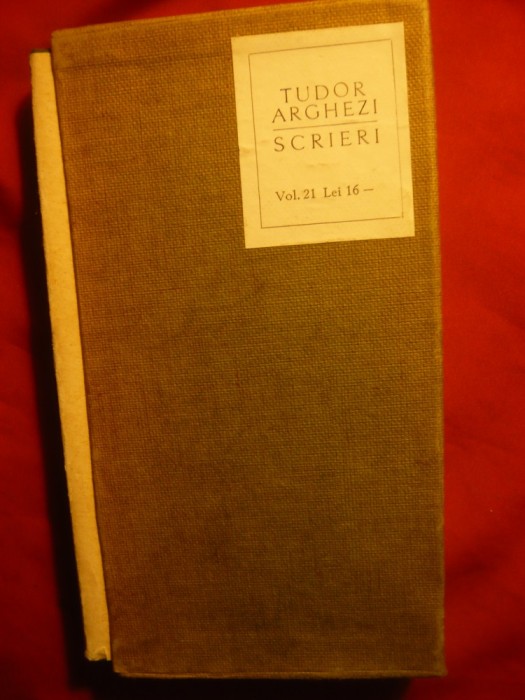 TUDOR
ARGHEZI
SCRIERI
Vol. 21 Lei 16 —